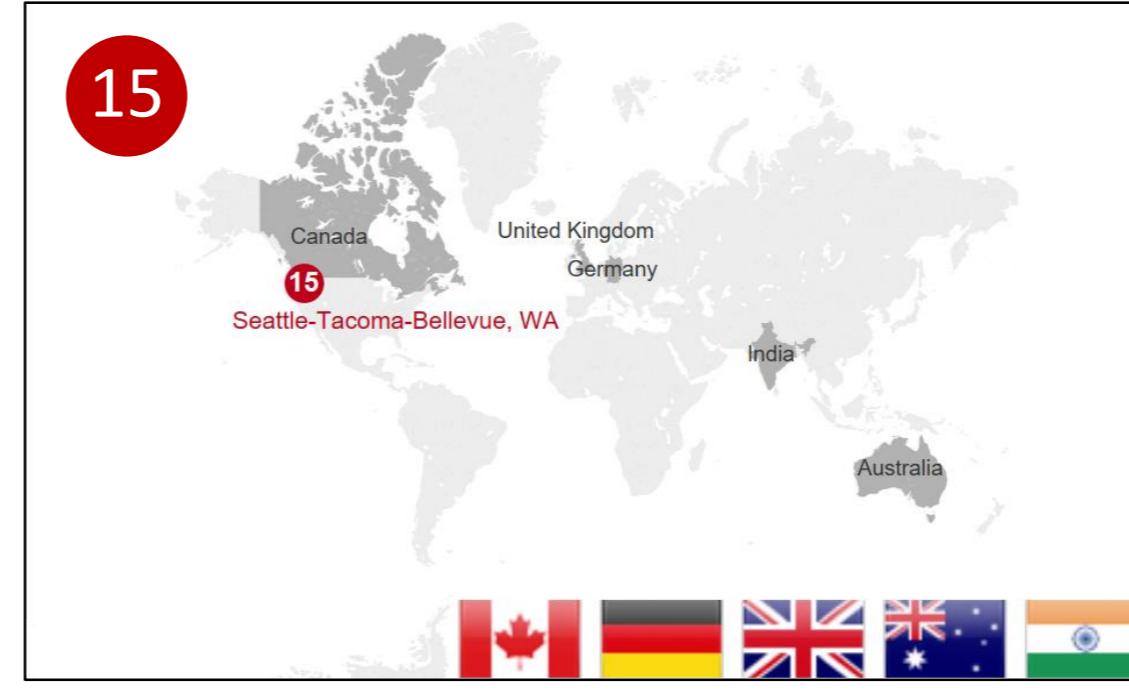 15
United Kingdom
Canada
Germany
15
Seattle-Tacoma-Bellevue, WA
India
Australia